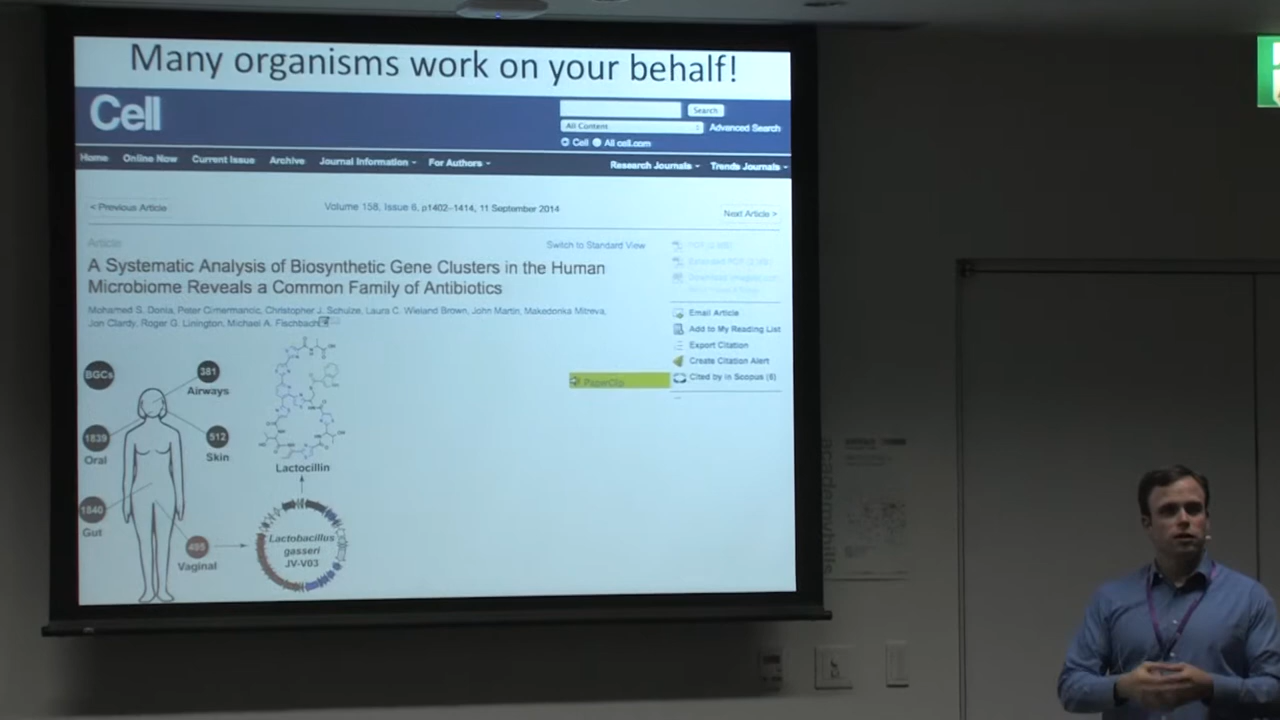 Many organisms work on your behalf!
Cell
Search
All Content
Advanced Search
Cell All cell.com
Home Online Now Current Issue Archive Journal Information For Authors Research Journals Trends Journals
< Previous Article
Volume 158, Issue 6, p1402–1414, 11 September 2014
Next Article >
Article
Switch to Standard View
A Systematic Analysis of Biosynthetic Gene Clusters in the Human
Microbiome Reveals a Common Family of Antibiotics
Mohamed S. Donia, Peter Cimermancic, Christopher J. Schulze, Laura C. Wieland Brown, John Martin, Makedonka Mitreva,
Jon Clardy, Roger G. Linington, Michael A. Fischbach
Email Article
Add to My Reading List
Export Citation
Create Citation Alert
Cited by in Scopus (6)
PaperClip
BGCs
381
Airways
1839
Oral
512
Skin
1840
Gut
405
Vaginal
Lactocillin
Lactobacillus
gasseri
JV-V03